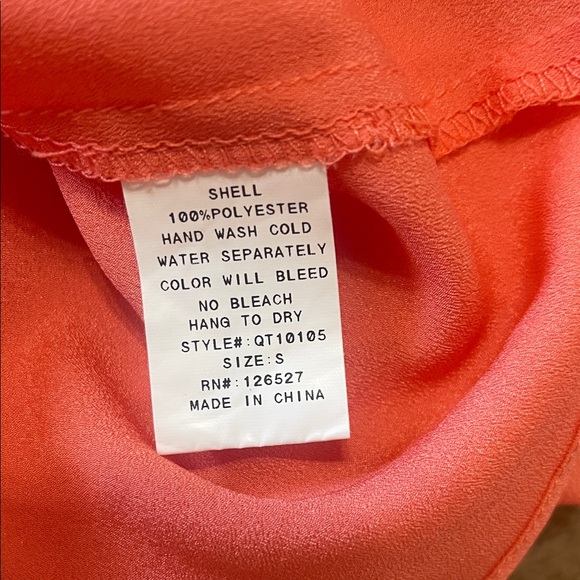 SHELL
100%POLYESTER
HAND WASH COLD
WATER SEPARATELY
COLOR WILL BLEED
NO BLEACH
HANG TO DRY
STYLE#:QT10105
SIZE:S
RN#:126527
MADE IN CHINA